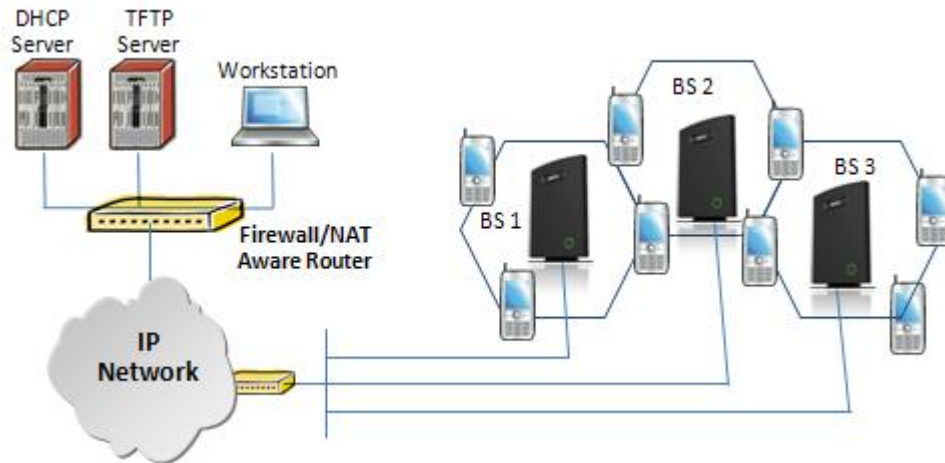 DHCP
Server
TFTP
Server
Workstation
Firewall/NAT
Aware Router
IP
Network
BS 1
BS 2
BS 3